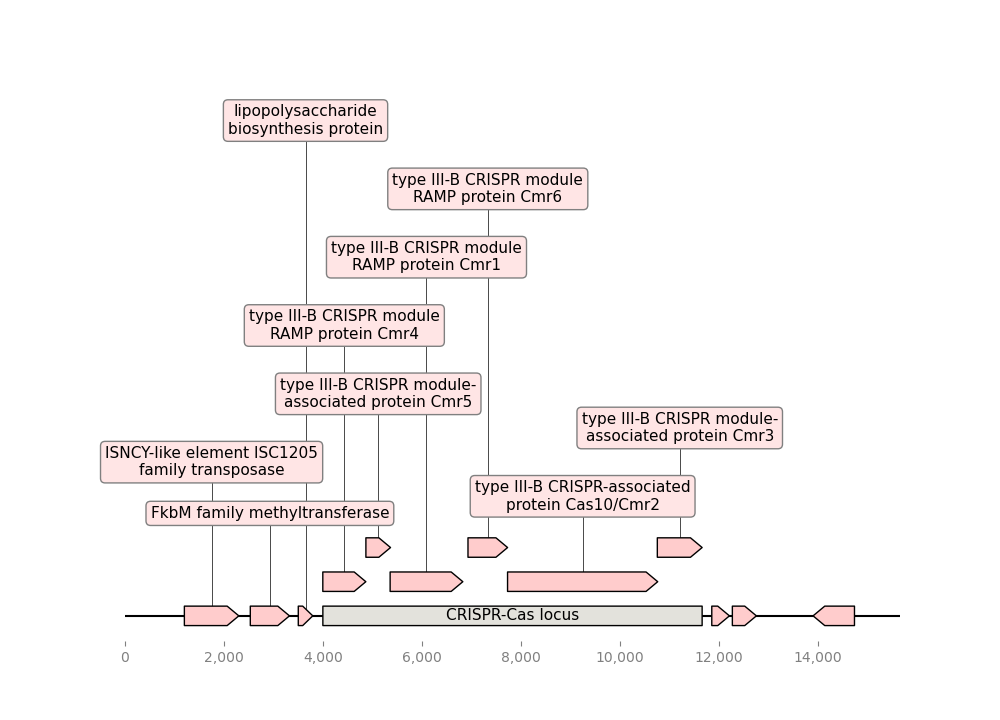 lipopolysaccharide
biosynthesis protein
type III-B CRISPR module
RAMP protein Cmr6
type III-B CRISPR module
RAMP protein Cmr1
type III-B CRISPR module
RAMP protein Cmr4
type III-B CRISPR module-
associated protein Cmr5
type III-B CRISPR module-
associated protein Cmr3
ISNCY-like element ISC1205
family transposase
type III-B CRISPR-associated
protein Cas10/Cmr2
FkbM family methyltransferase
CRISPR-Cas locus
0 2,000 4,000 6,000 8,000 10,000 12,000 14,000